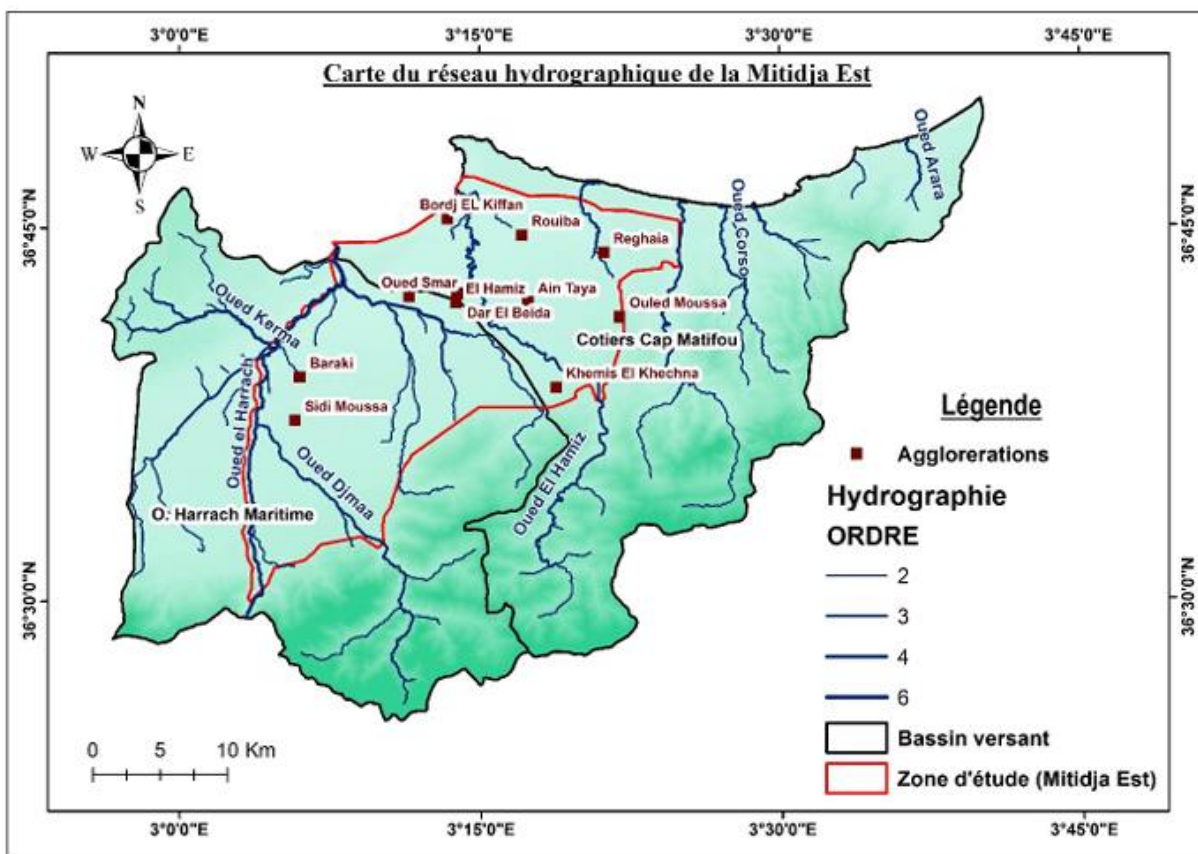 3°0'0"E 3°15'0"E 3°30'0"E 3°45'0"E
Carte du réseau hydrographique de la Mitidja Est
N
W E
S
36°45'0"N
36°45'0"N
Oued Arara
Bordj EL Kiffan
Rouiba
Reghaia
Oued Corso
Oued Smar
El Hamiz
Ain Taya
Dar El Beida
Ouled Moussa
Oued Kerma
Cotiers Cap Matifou
Baraki
Khemis El Khechna
Sidi Moussa
Oued el Harrach
Oued Djmaa
Oued El Hamiz
O. Harrach Maritime
36°30'0"N
36°30'0"N
Légende
Aggloreration​s
Hydrographie
ORDRE
2
3
4
6
Bassin versant
Zone d'étude (Mitidja Est)
0 5 10 Km
3°0'0"E 3°15'0"E 3°30'0"E 3°45'0"E